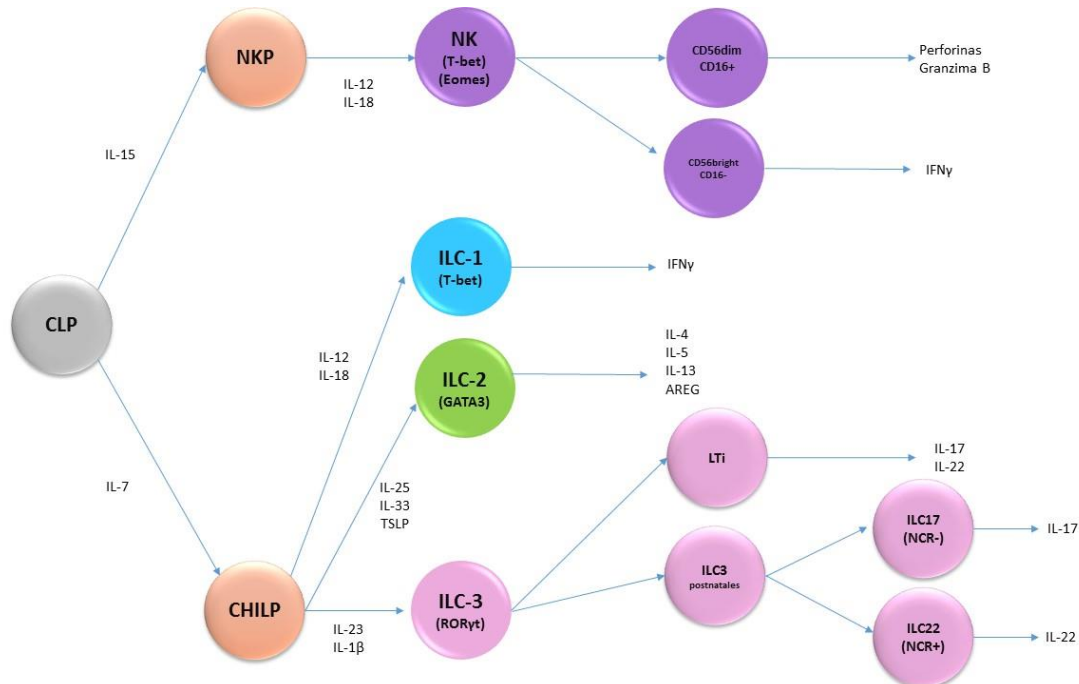 NKP
IL-12
IL-18
NK
(T-bet)
(Eomes)
CD56dim
CD16+
Perforinas
Granzima B
CD56bright
CD16-
IFNγ
IL-15
CLP
IL-7
ILC-1
(T-bet)
IFNγ
IL-12
IL-18
ILC-2
(GATA3)
IL-4
IL-5
IL-13
AREG
IL-25
IL-33
TSLP
CHILP
IL-23
IL-1β
ILC-3
(RORγt)
LTi
IL-17
IL-22
ILC3
postnatales
ILC17
(NCR-)
IL-17
ILC22
(NCR+)
IL-22